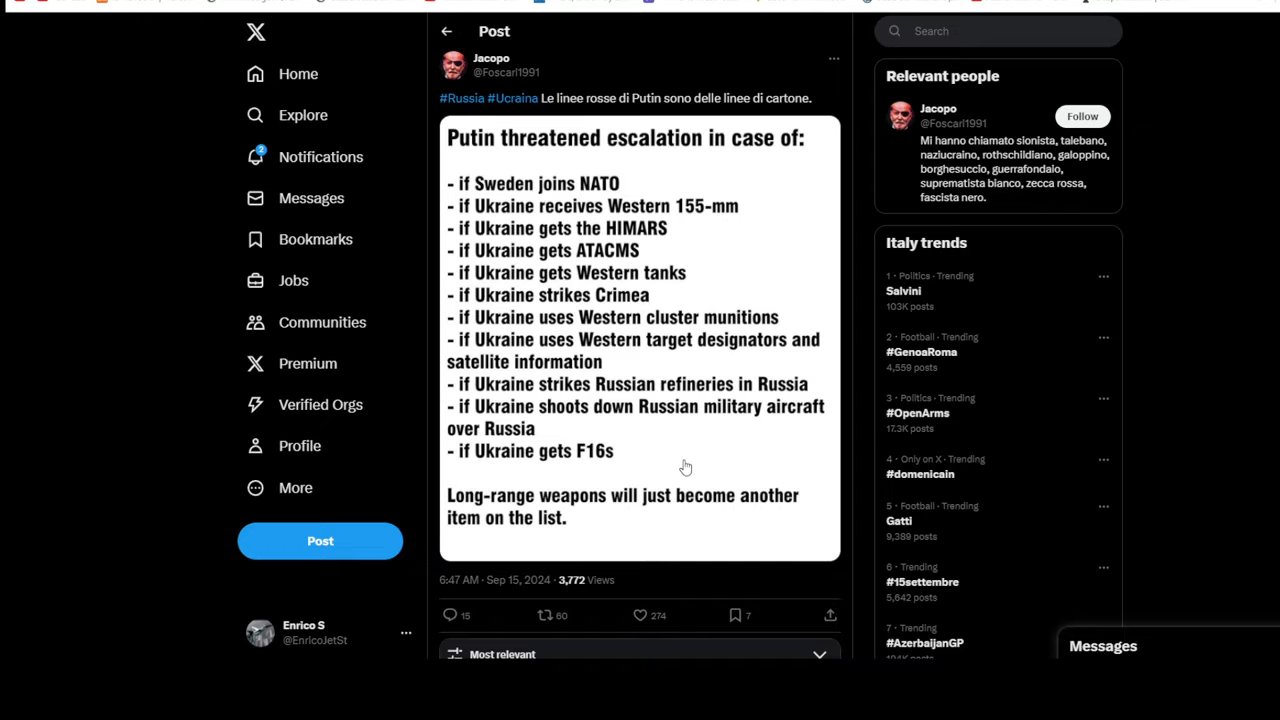 Home
Explore
2
Notifications
Messages
Bookmarks
Jobs
Communities
Premium
Verified Orgs
Profile
More
Post
Enrico S
@EnricoJetSt
Post
Jacopo
@Foscarl1991
#Russia #Ucraina Le linee rosse di Putin sono delle linee di cartone.
Putin threatened escalation in case of:
- if Sweden joins NATO
- if Ukraine receives Western 155-mm
- if Ukraine gets the HIMARS
- if Ukraine gets ATACMS
- if Ukraine gets Western tanks
- if Ukraine strikes Crimea
- if Ukraine uses Western cluster munitions
- if Ukraine uses Western target designators and
satellite information
- if Ukraine strikes Russian refineries in Russia
- if Ukraine shoots down Russian military aircraft
over Russia
- if Ukraine gets F16s
Long-range weapons will just become another
item on the list.
6:47 AM · Sep 15, 2024 · 3,772 Views
15
60
274
7
Most relevant
Search
Relevant people
Jacopo
@Foscarl1991
Follow
Mi hanno chiamato sionista, talebano,
naziucraino, rothschildiano, galoppino,
borghesuccio, guerrafondaio,
suprematista bianco, zecca rossa,
fascista nero.
Italy trends
1 · Politics · Trending
Salvini
103K posts
2 · Football · Trending
#GenoaRoma
4,559 posts
3 · Politics · Trending
#OpenArms
17.3K posts
4 · Only on X · Trending
#domenicain
5 · Football · Trending
Gatti
9,389 posts
6 · Trending
#15settembre
5,642 posts
7 · Trending
#AzerbaijanGP
Messages